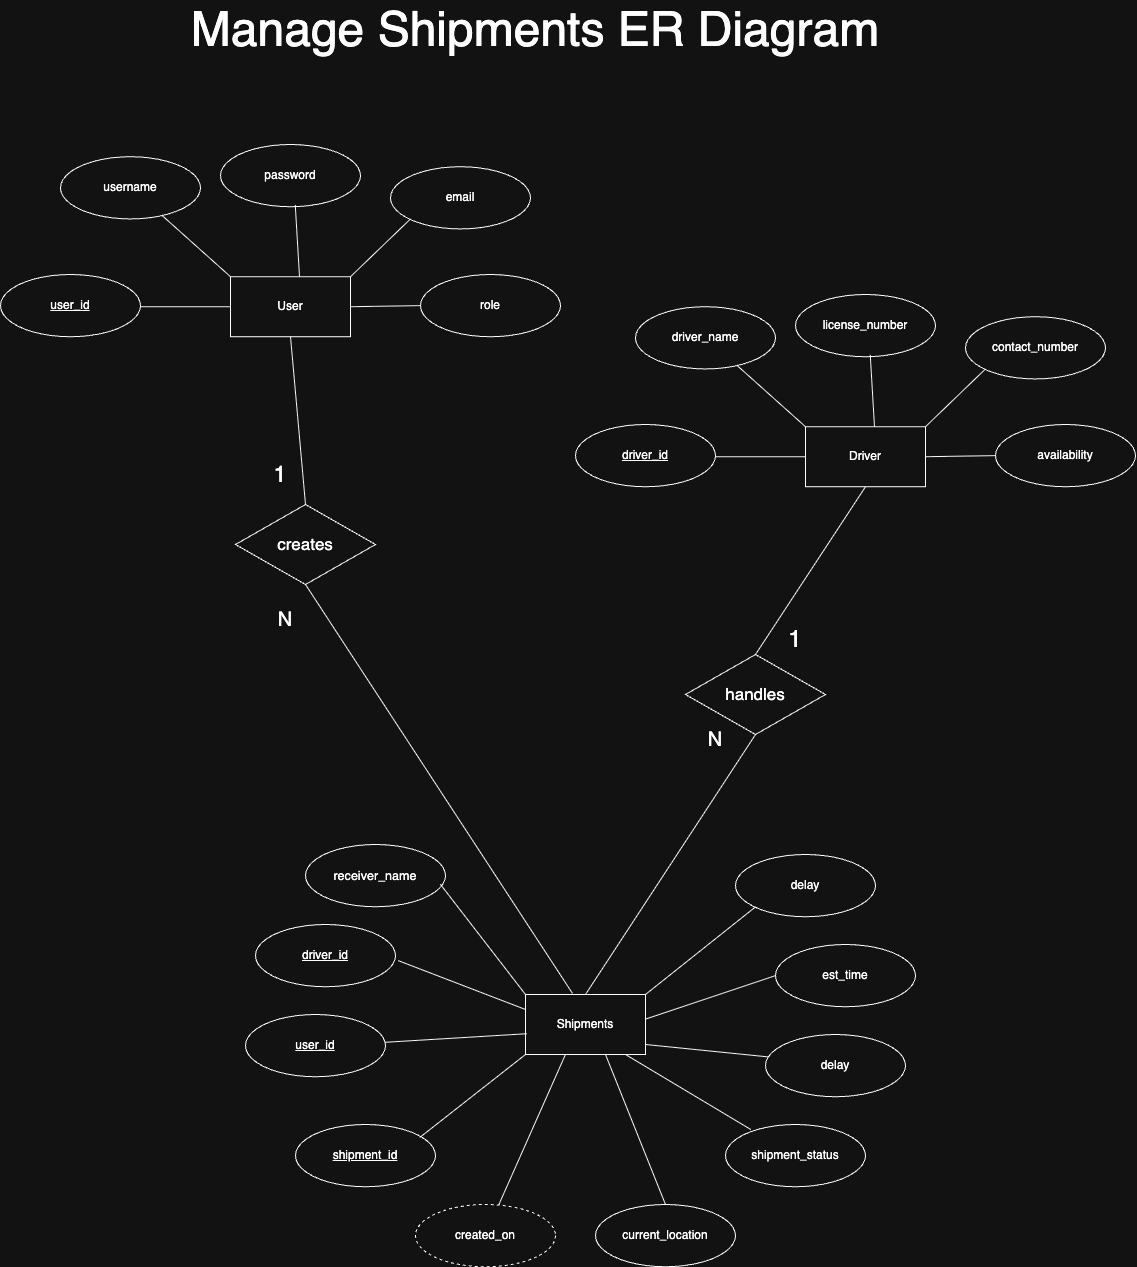 Manage Shipments ER Diagram
username
password
email
user_id
User
role
driver_name
license_number
contact_number
driver_id
Driver
availability
1
creates
N
1
handles
N
receiver_name
delay
driver_id
est_time
Shipments
user_id
delay
shipment_id
shipment_status
created_on
current_location